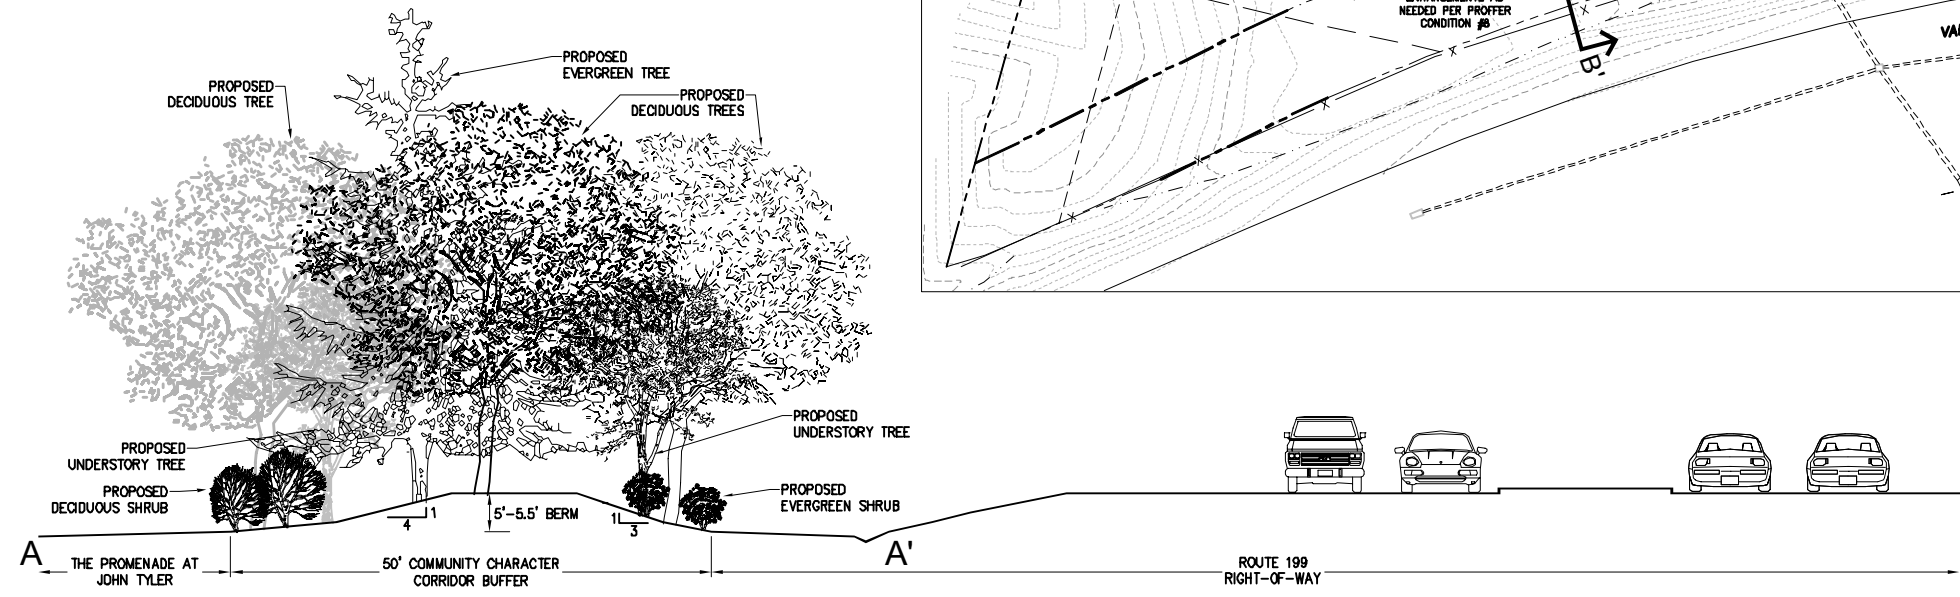 NEEDED PER PROFFER
CONDITION #8
B'
PROPOSED
EVERGREEN TREE
PROPOSED
DECIDUOUS TREE
PROPOSED
DECIDUOUS TREES
PROPOSED
UNDERSTORY TREE
PROPOSED
UNDERSTORY TREE
PROPOSED
DECIDUOUS SHRUB
PROPOSED
EVERGREEN SHRUB
1
4
5'-5.5' BERM
1
3
A
A'
THE PROMENADE AT
JOHN TYLER
50' COMMUNITY CHARACTER
CORRIDOR BUFFER
ROUTE 199
RIGHT-OF-WAY